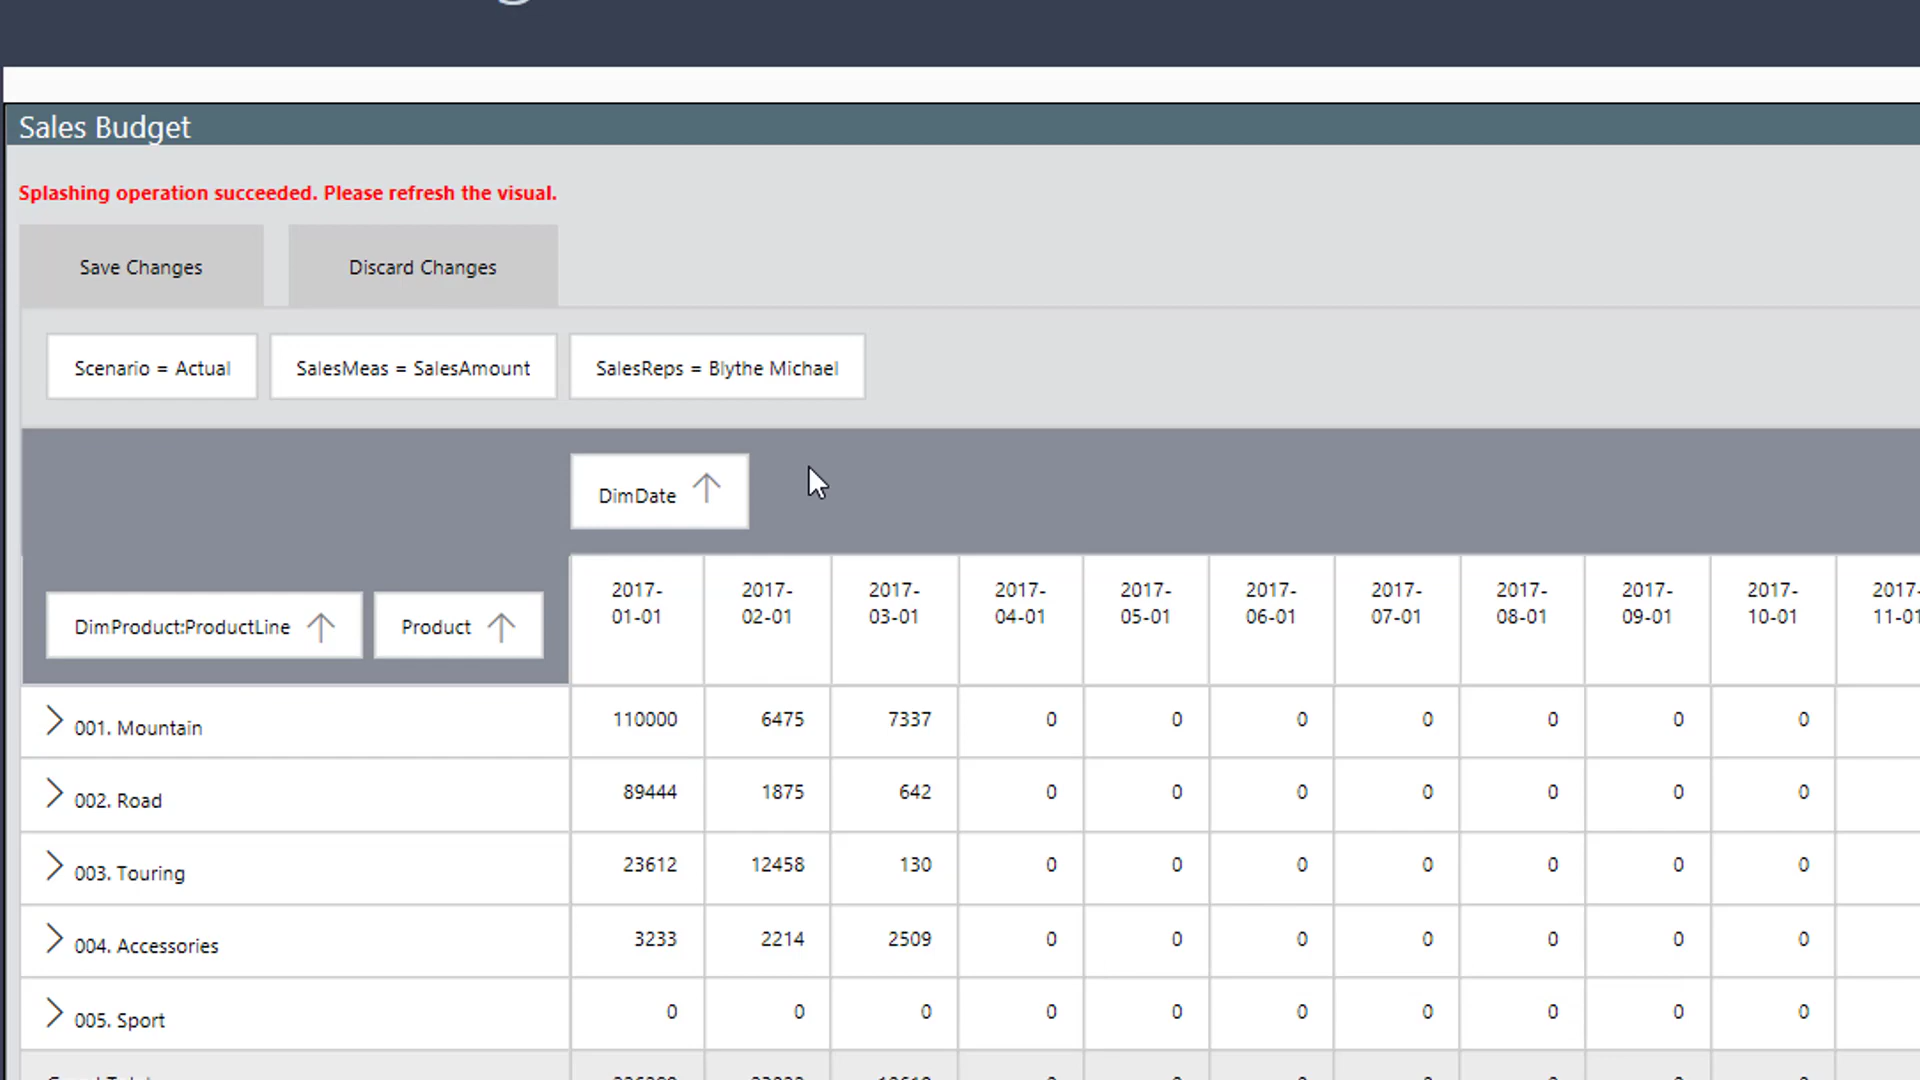 Sales Budget
Splashing operation succeeded. Please refresh the visual.
Save Changes Discard Changes
Scenario = Actual SalesMeas = SalesAmount SalesReps = Blythe Michael
DimDate
DimProduct:ProductLine Product
2017-01-01 2017-02-01 2017-03-01 2017-04-01 2017-05-01 2017-06-01 2017-07-01 2017-08-01 2017-09-01 2017-10-01 2017-11-01
001. Mountain 110000 6475 7337 0 0 0 0 0 0 0
002. Road 89444 1875 642 0 0 0 0 0 0 0
003. Touring 23612 12458 130 0 0 0 0 0 0 0
004. Accessories 3233 2214 2509 0 0 0 0 0 0 0
005. Sport 0 0 0 0 0 0 0 0 0 0